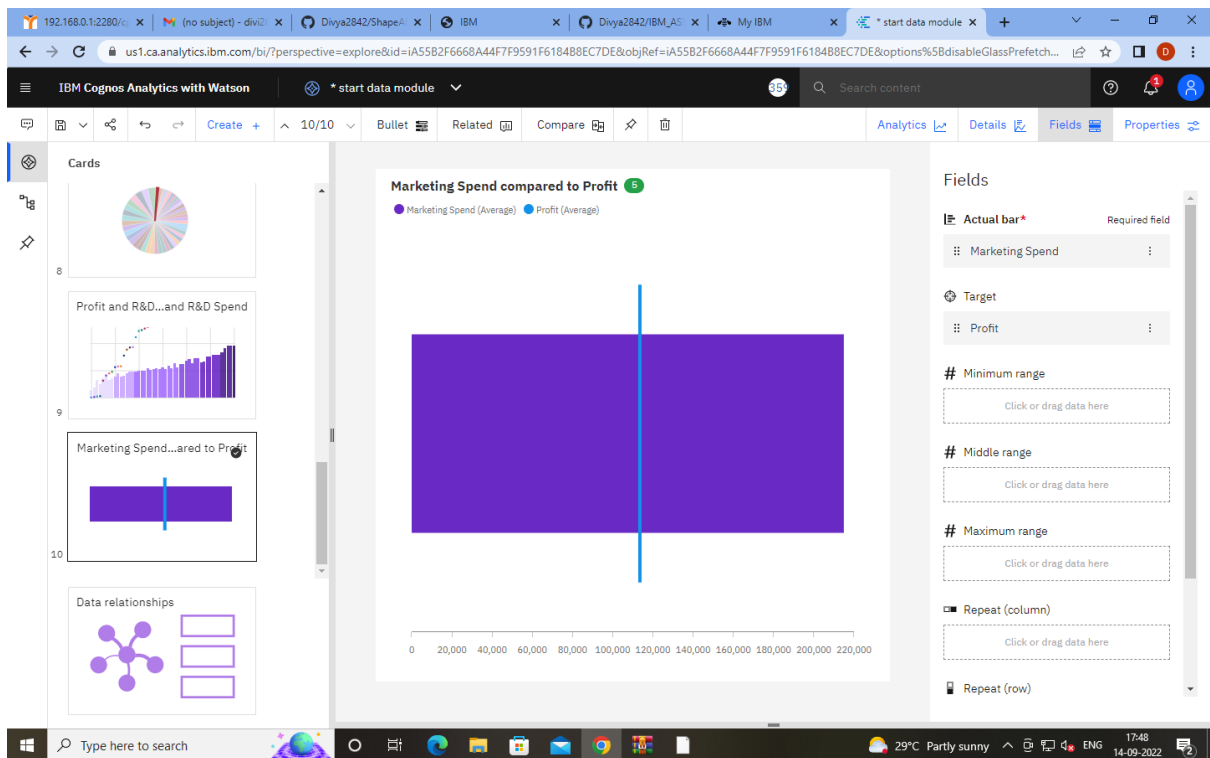 192.168.0.1:2280/cp
(no subject) - divi28
Divya2842/ShapeA
IBM
Divya2842/IBM_AS
My IBM
* start data module
us1.ca.analytics.ibm.com/bi/?perspective=explore&id=iA55B2F6668A44F7F9591F6184B8EC7DE&objRef=iA55B2F6668A44F7F9591F6184B8EC7DE&options%5BdisableGlassPrefetch...
D
IBM Cognos Analytics with Watson
* start data module
359
Search content
1
Create +
10/10
Bullet
Related
Compare
Analytics
Details
Fields
Properties
Cards
8
Profit and R&D...and R&D Spend
9
Marketing Spend...ared to Profit
10
Data relationships
Marketing Spend compared to Profit 5
Marketing Spend (Average) Profit (Average)
0 20,000 40,000 60,000 80,000 100,000 120,000 140,000 160,000 180,000 200,000 220,000
Fields
Actual bar* Required field
Marketing Spend
Target
Profit
# Minimum range
Click or drag data here
# Middle range
Click or drag data here
# Maximum range
Click or drag data here
Repeat (column)
Click or drag data here
Repeat (row)
Type here to search
29°C Partly sunny
ENG
17:48
14-09-2022
2